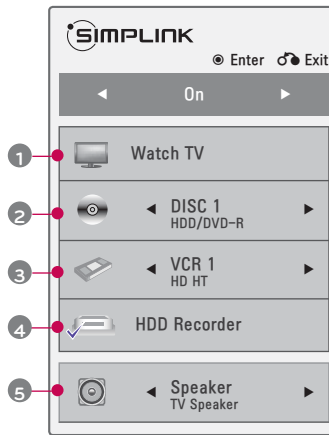 SIMPLINK
Enter Exit
On
1 Watch TV
2 DISC 1
HDD/DVD-R
3 VCR 1
HD HT
4 HDD Recorder
5 Speaker
TV Speaker